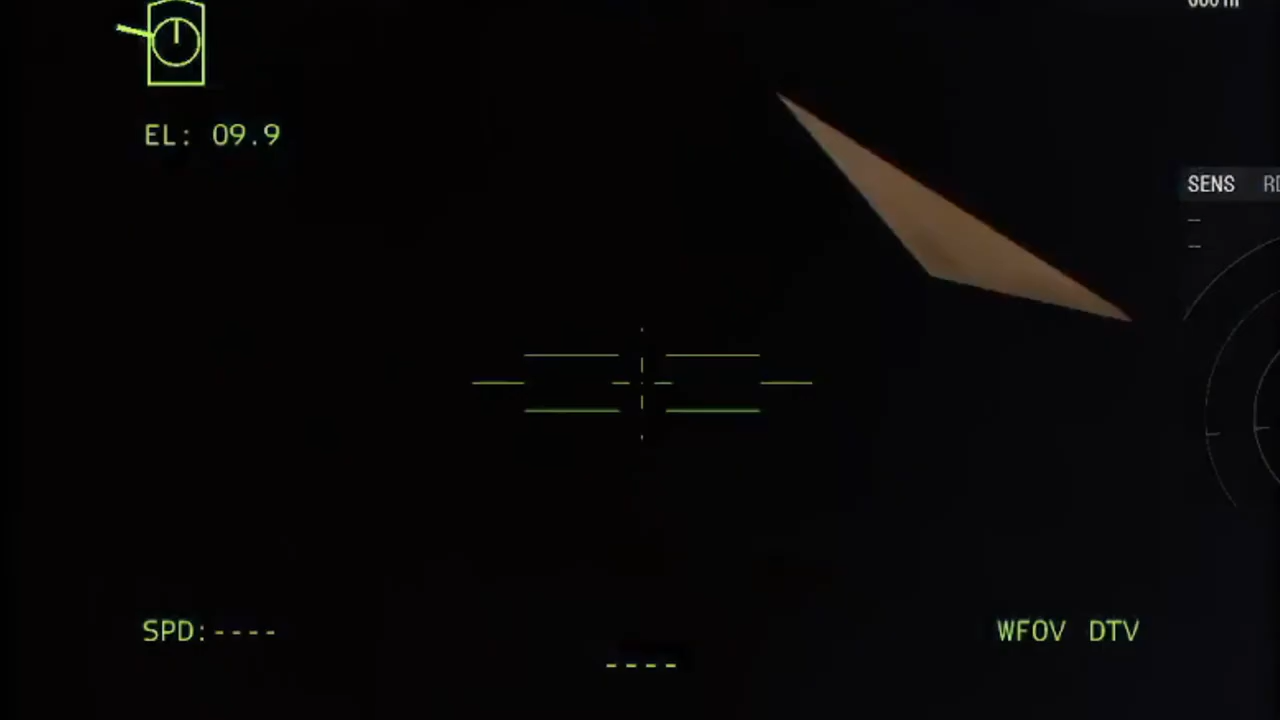 EL: 09.9
SENS
SPD:----
WFOV DTV
----